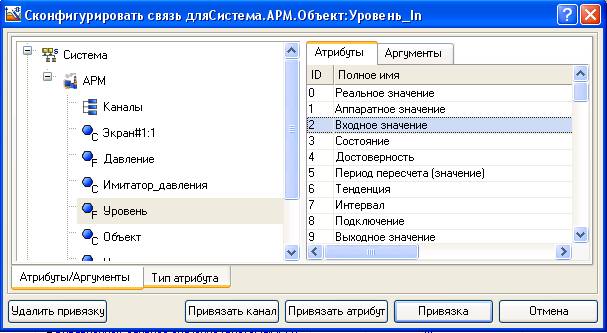 Сконфигурировать связь дляСистема.АРМ.Объект:Уровень_In
Система
АРМ
Каналы
Экран#1:1
Давление
Имитатор_давления
Уровень
Объект
Атрибуты/Аргументы
Тип атрибута
Атрибуты
Аргументы
ID
Полное имя
0 Реальное значение
1 Аппаратное значение
2 Входное значение
3 Состояние
4 Достоверность
5 Период пересчета (значение)
6 Тенденция
7 Интервал
8 Подключение
9 Выходное значение
Удалить привязку
Привязать канал
Привязать атрибут
Привязка
Отмена